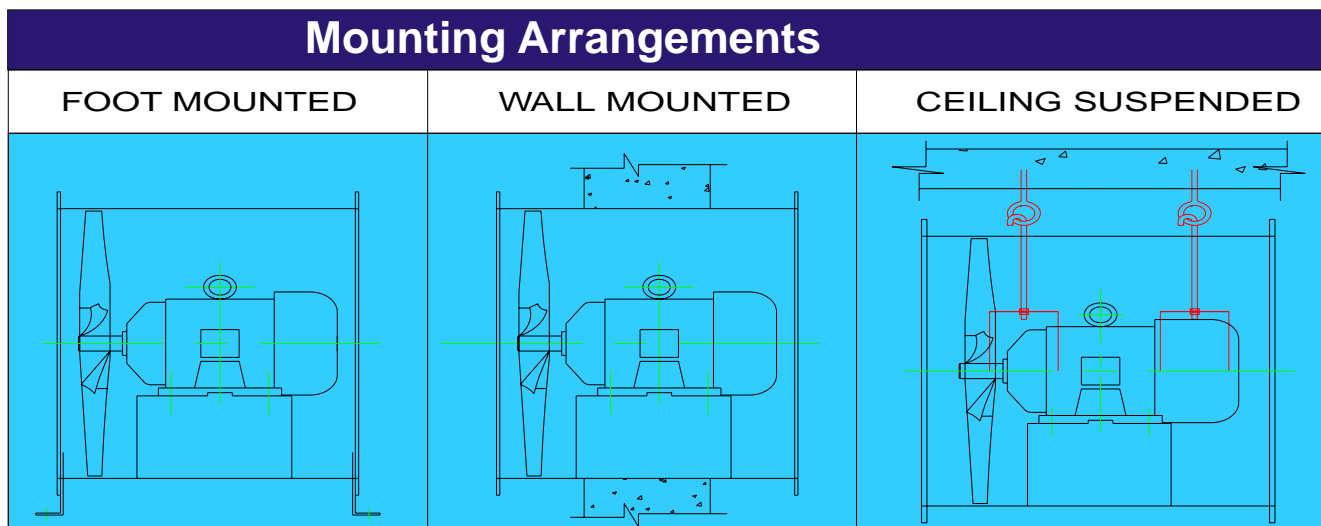 Mounting Arrangements
FOOT MOUNTED
WALL MOUNTED
CEILING SUSPENDED